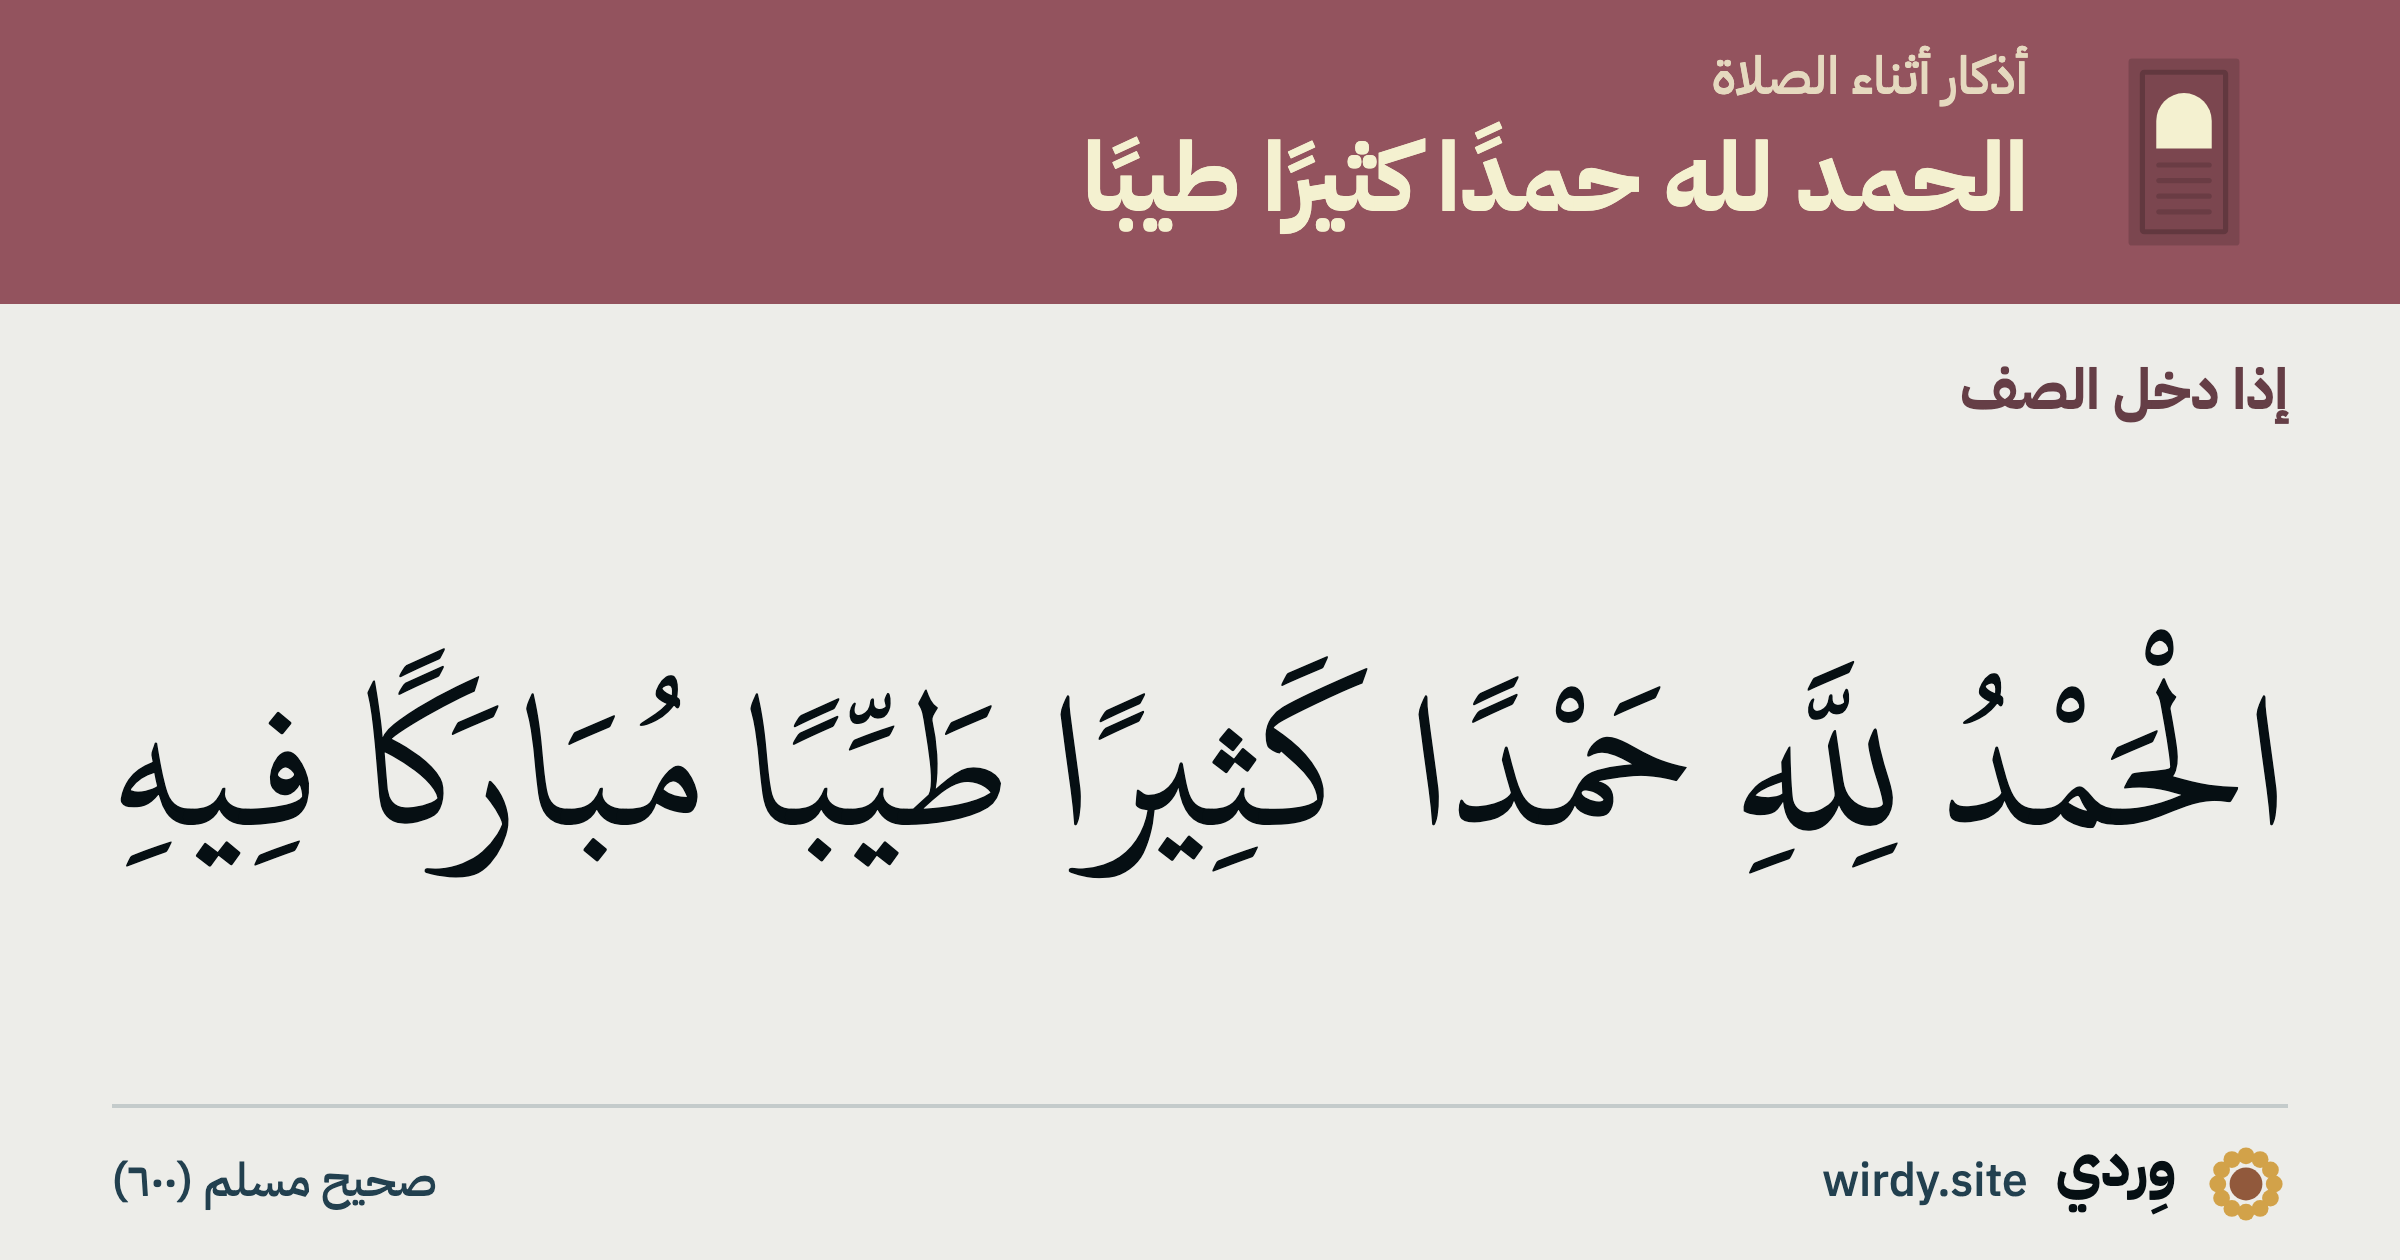 أذكار أثناء الصلاة
الحمد لله حمدًا كثيرًا طيبًا
إذا دخل الصف
الْحَمْدُ لِلَّهِ حَمْدًا كَثِيرًا طَيِّبًا مُبَارَكًا فِيهِ
وِردي wirdy.site
صحيح مسلم (٦٠٠)